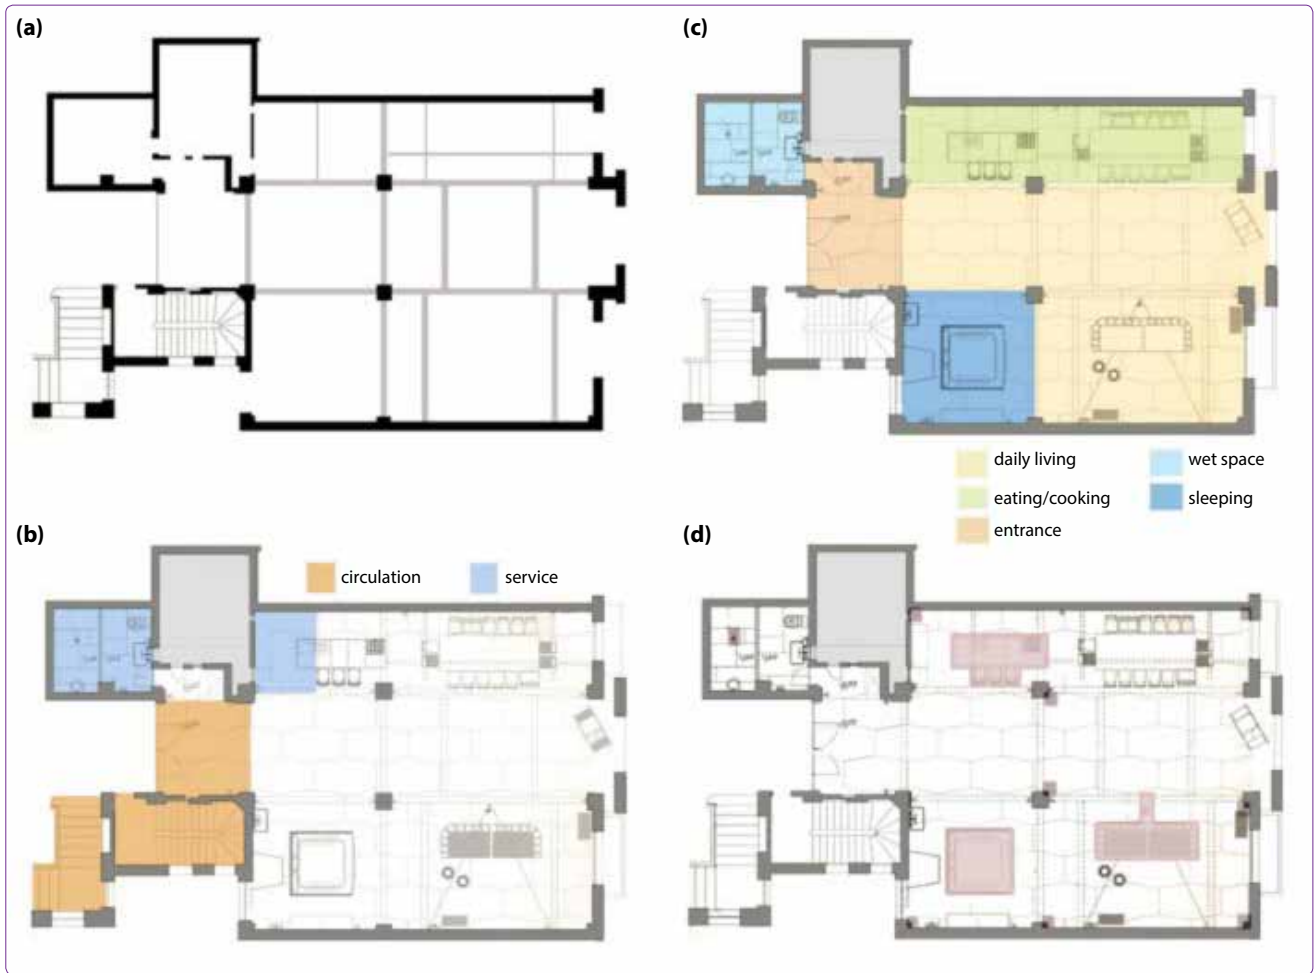 (a)
(c)
daily living
wet space
eating/cooking
sleeping
entrance
(b)
circulation
service
(d)